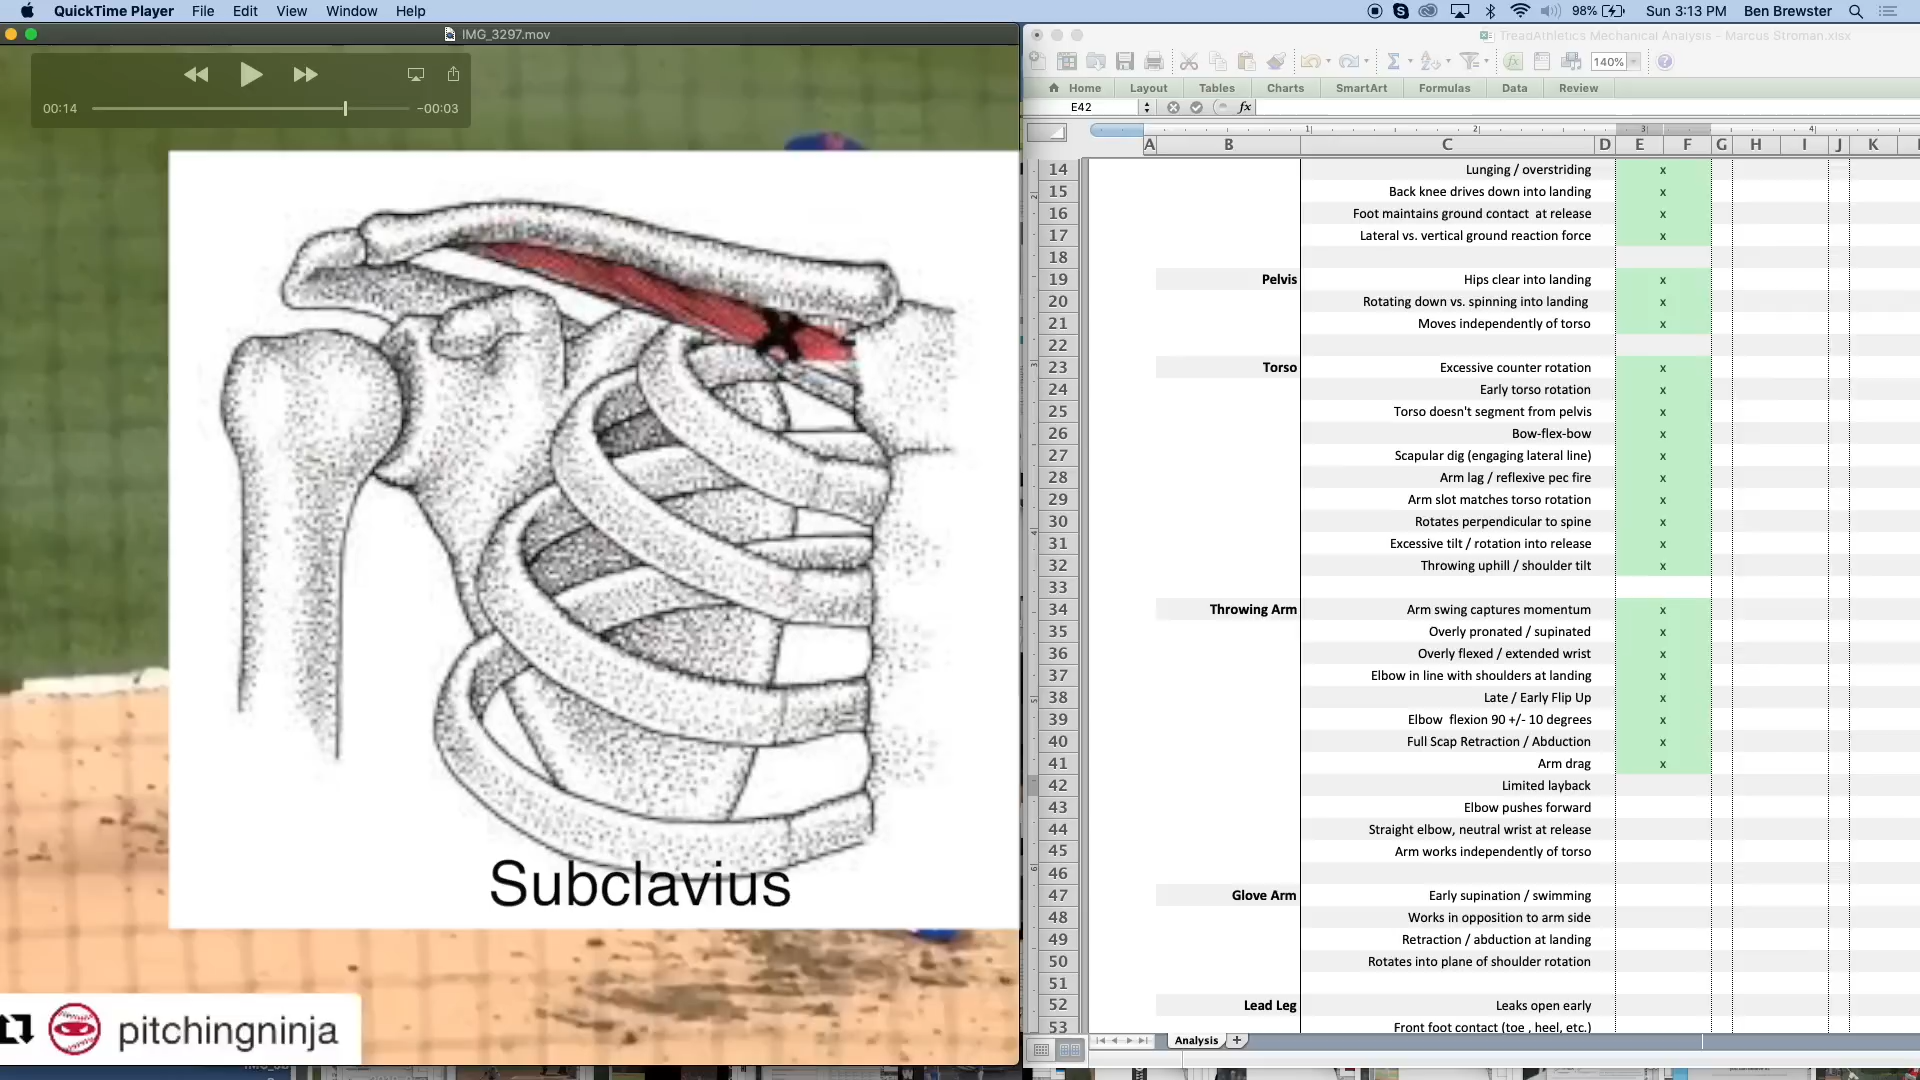 QuickTime Player File Edit View Window Help
98% Sun 3:13 PM Ben Brewster
IMG_3297.mov
00:14 -00:03
Subclavius
pitchingninja
TreadAthletics Mechanical Analysis - Marcus Stroman.xlsx
140%
Home Layout Tables Charts SmartArt Formulas Data Review
E42 fx
A B C D E F G H I J K
14 Lunging / overstriding x
15 Back knee drives down into landing x
16 Foot maintains ground contact at release x
17 Lateral vs. vertical ground reaction force x
18
19 Pelvis Hips clear into landing x
20 Rotating down vs. spinning into landing x
21 Moves independently of torso x
22
23 Torso Excessive counter rotation x
24 Early torso rotation x
25 Torso doesn't segment from pelvis x
26 Bow-flex-bow x
27 Scapular dig (engaging lateral line) x
28 Arm lag / reflexive pec fire x
29 Arm slot matches torso rotation x
30 Rotates perpendicular to spine x
31 Excessive tilt / rotation into release x
32 Throwing uphill / shoulder tilt x
33
34 Throwing Arm Arm swing captures momentum x
35 Overly pronated / supinated x
36 Overly flexed / extended wrist x
37 Elbow in line with shoulders at landing x
38 Late / Early Flip Up x
39 Elbow flexion 90 +/- 10 degrees x
40 Full Scap Retraction / Abduction x
41 Arm drag x
42 Limited layback
43 Elbow pushes forward
44 Straight elbow, neutral wrist at release
45 Arm works independently of torso
46
47 Glove Arm Early supination / swimming
48 Works in opposition to arm side
49 Retraction / abduction at landing
50 Rotates into plane of shoulder rotation
51
52 Lead Leg Leaks open early
53 Front foot contact (toe , heel, etc.)
Analysis